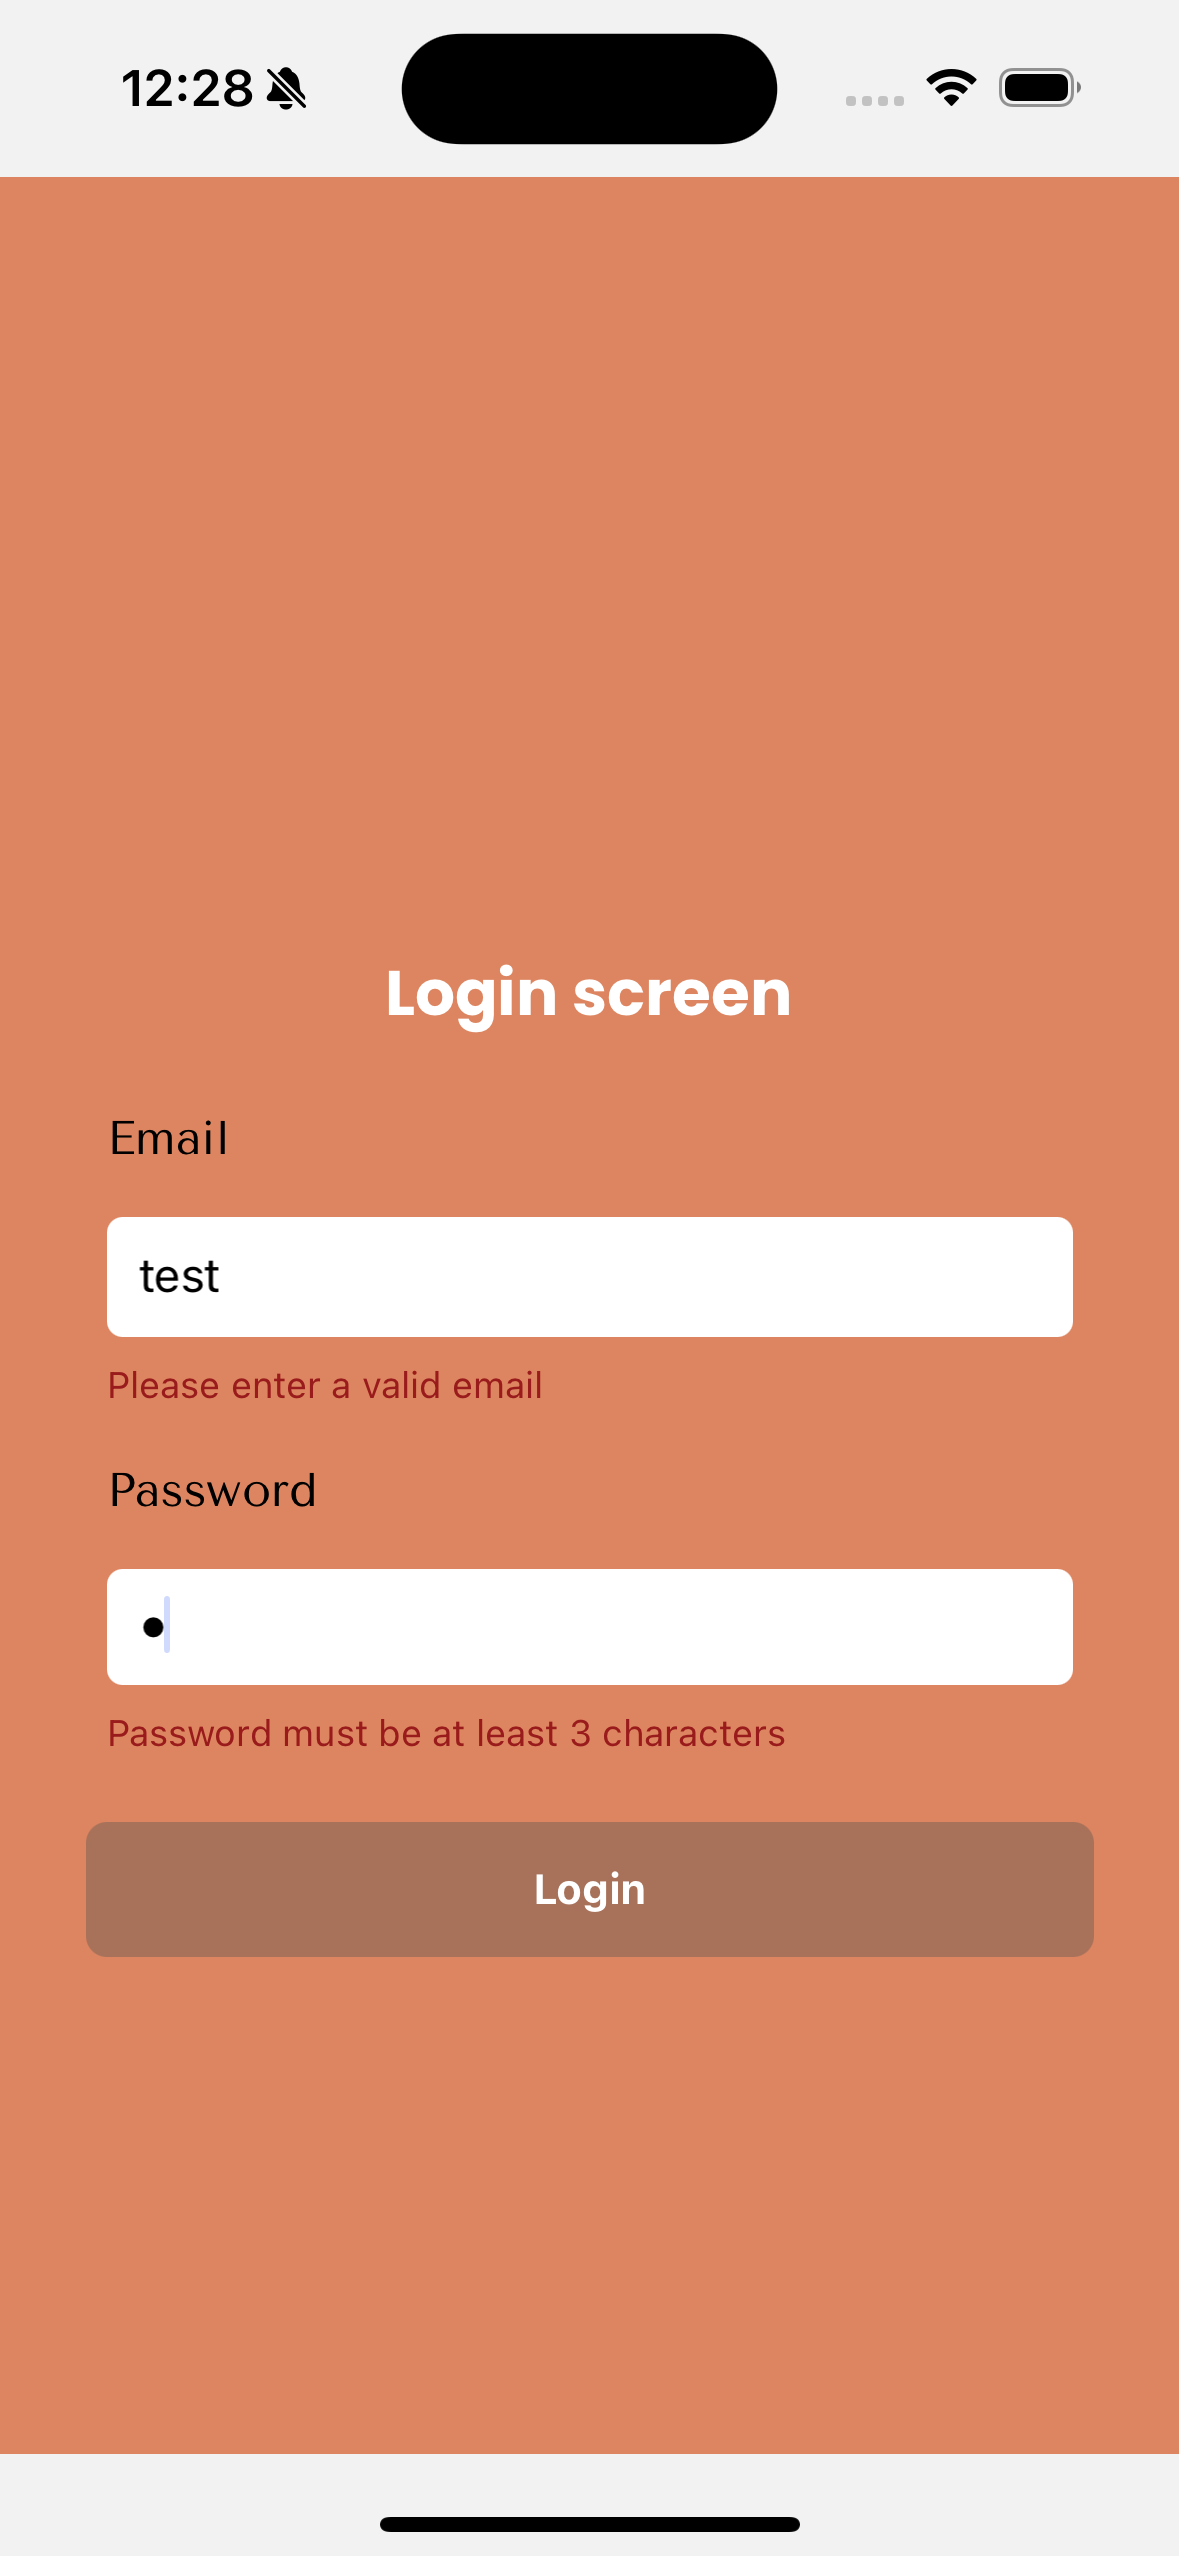 12:28
Login screen
Email
test
Please enter a valid email
Password
Password must be at least 3 characters
Login